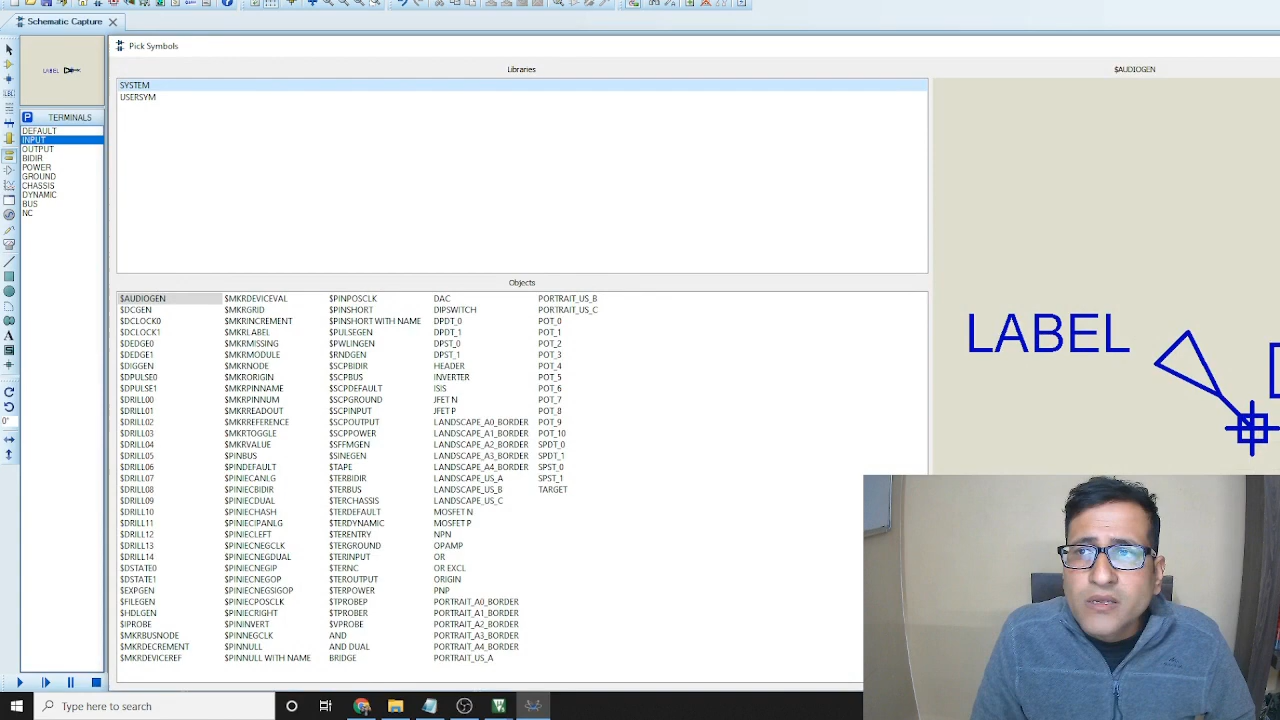 Schematic Capture
Pick Symbols
Libraries
$AUDIOGEN
SYSTEM
USERSYM
LABEL
P TERMINALS
DEFAULT
INPUT
OUTPUT
BIDIR
POWER
GROUND
CHASSIS
DYNAMIC
BUS
NC
LBL
A
0°
Objects
$AUDIOGEN $MKRDEVICEVAL $PINPOSCLK DAC PORTRAIT_US_B
$DCGEN $MKRGRID $PINSHORT DIPSWITCH PORTRAIT_US_C
$DCLOCK0 $MKRINCREMENT $PINSHORT WITH NAME DPDT_0 POT_0
$DCLOCK1 $MKRLABEL $PULSEGEN DPDT_1 POT_1
$DEDGE0 $MKRMISSING $PWLINGEN DPST_0 POT_2
$DEDGE1 $MKRMODULE $RNDGEN DPST_1 POT_3
$DIGGEN $MKRNODE $SCPBIDIR HEADER POT_4
$DPULSE0 $MKRORIGIN $SCPBUS INVERTER POT_5
$DPULSE1 $MKRPINNAME $SCPDEFAULT ISIS POT_6
$DRILL00 $MKRPINNUM $SCPGROUND JFET N POT_7
$DRILL01 $MKRREADOUT $SCPINPUT JFET P POT_8
$DRILL02 $MKRREFERENCE $SCPOUTPUT LANDSCAPE_A0_BORDER POT_9
$DRILL03 $MKRTOGGLE $SCPPOWER LANDSCAPE_A1_BORDER POT_10
$DRILL04 $MKRVALUE $SFFMGEN LANDSCAPE_A2_BORDER SPDT_0
$DRILL05 $PINBUS $SINEGEN LANDSCAPE_A3_BORDER SPDT_1
$DRILL06 $PINDEFAULT $TAPE LANDSCAPE_A4_BORDER SPST_0
$DRILL07 $PINIECANLG $TERBIDIR LANDSCAPE_US_A SPST_1
$DRILL08 $PINIECBIDIR $TERBUS LANDSCAPE_US_B TARGET
$DRILL09 $PINIECDUAL $TERCHASSIS LANDSCAPE_US_C
$DRILL10 $PINIECHASH $TERDEFAULT MOSFET N
$DRILL11 $PINIECIPANLG $TERDYNAMIC MOSFET P
$DRILL12 $PINIECLEFT $TERENTRY NPN
$DRILL13 $PINIECNEGCLK $TERGROUND OPAMP
$DRILL14 $PINIECNEGDUAL $TERINPUT OR
$DSTATE0 $PINIECNEGIP $TERNC OR EXCL
$DSTATE1 $PINIECNEGOP $TEROUTPUT ORIGIN
$EXPGEN $PINIECNESIGOP $TERPOWER PNP
$FILEGEN $PINIECPOSCLK $TPROBEP PORTRAIT_A0_BORDER
$HDLGEN $PINIECRIGHT $TPROBER PORTRAIT_A1_BORDER
$IPROBE $PININVERT $VPROBE PORTRAIT_A2_BORDER
$MKRBUSNODE $PINNEGCLK AND PORTRAIT_A3_BORDER
$MKRDECREMENT $PINNULL AND DUAL PORTRAIT_A4_BORDER
$MKRDEVICEREF $PINNULL WITH NAME BRIDGE PORTRAIT_US_A
LABEL
Type here to search